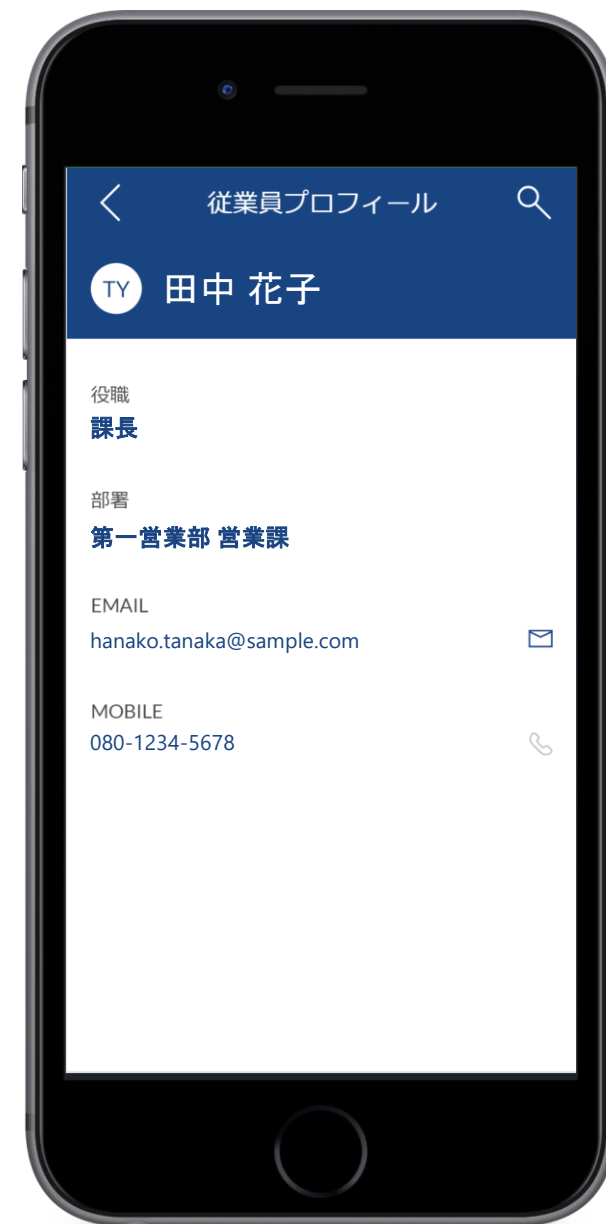 従業員プロフィール
TY 田中 花子
役職
課長
部署
第一営業部 営業課
EMAIL
hanako.tanaka@sample.com
MOBILE
080-1234-5678